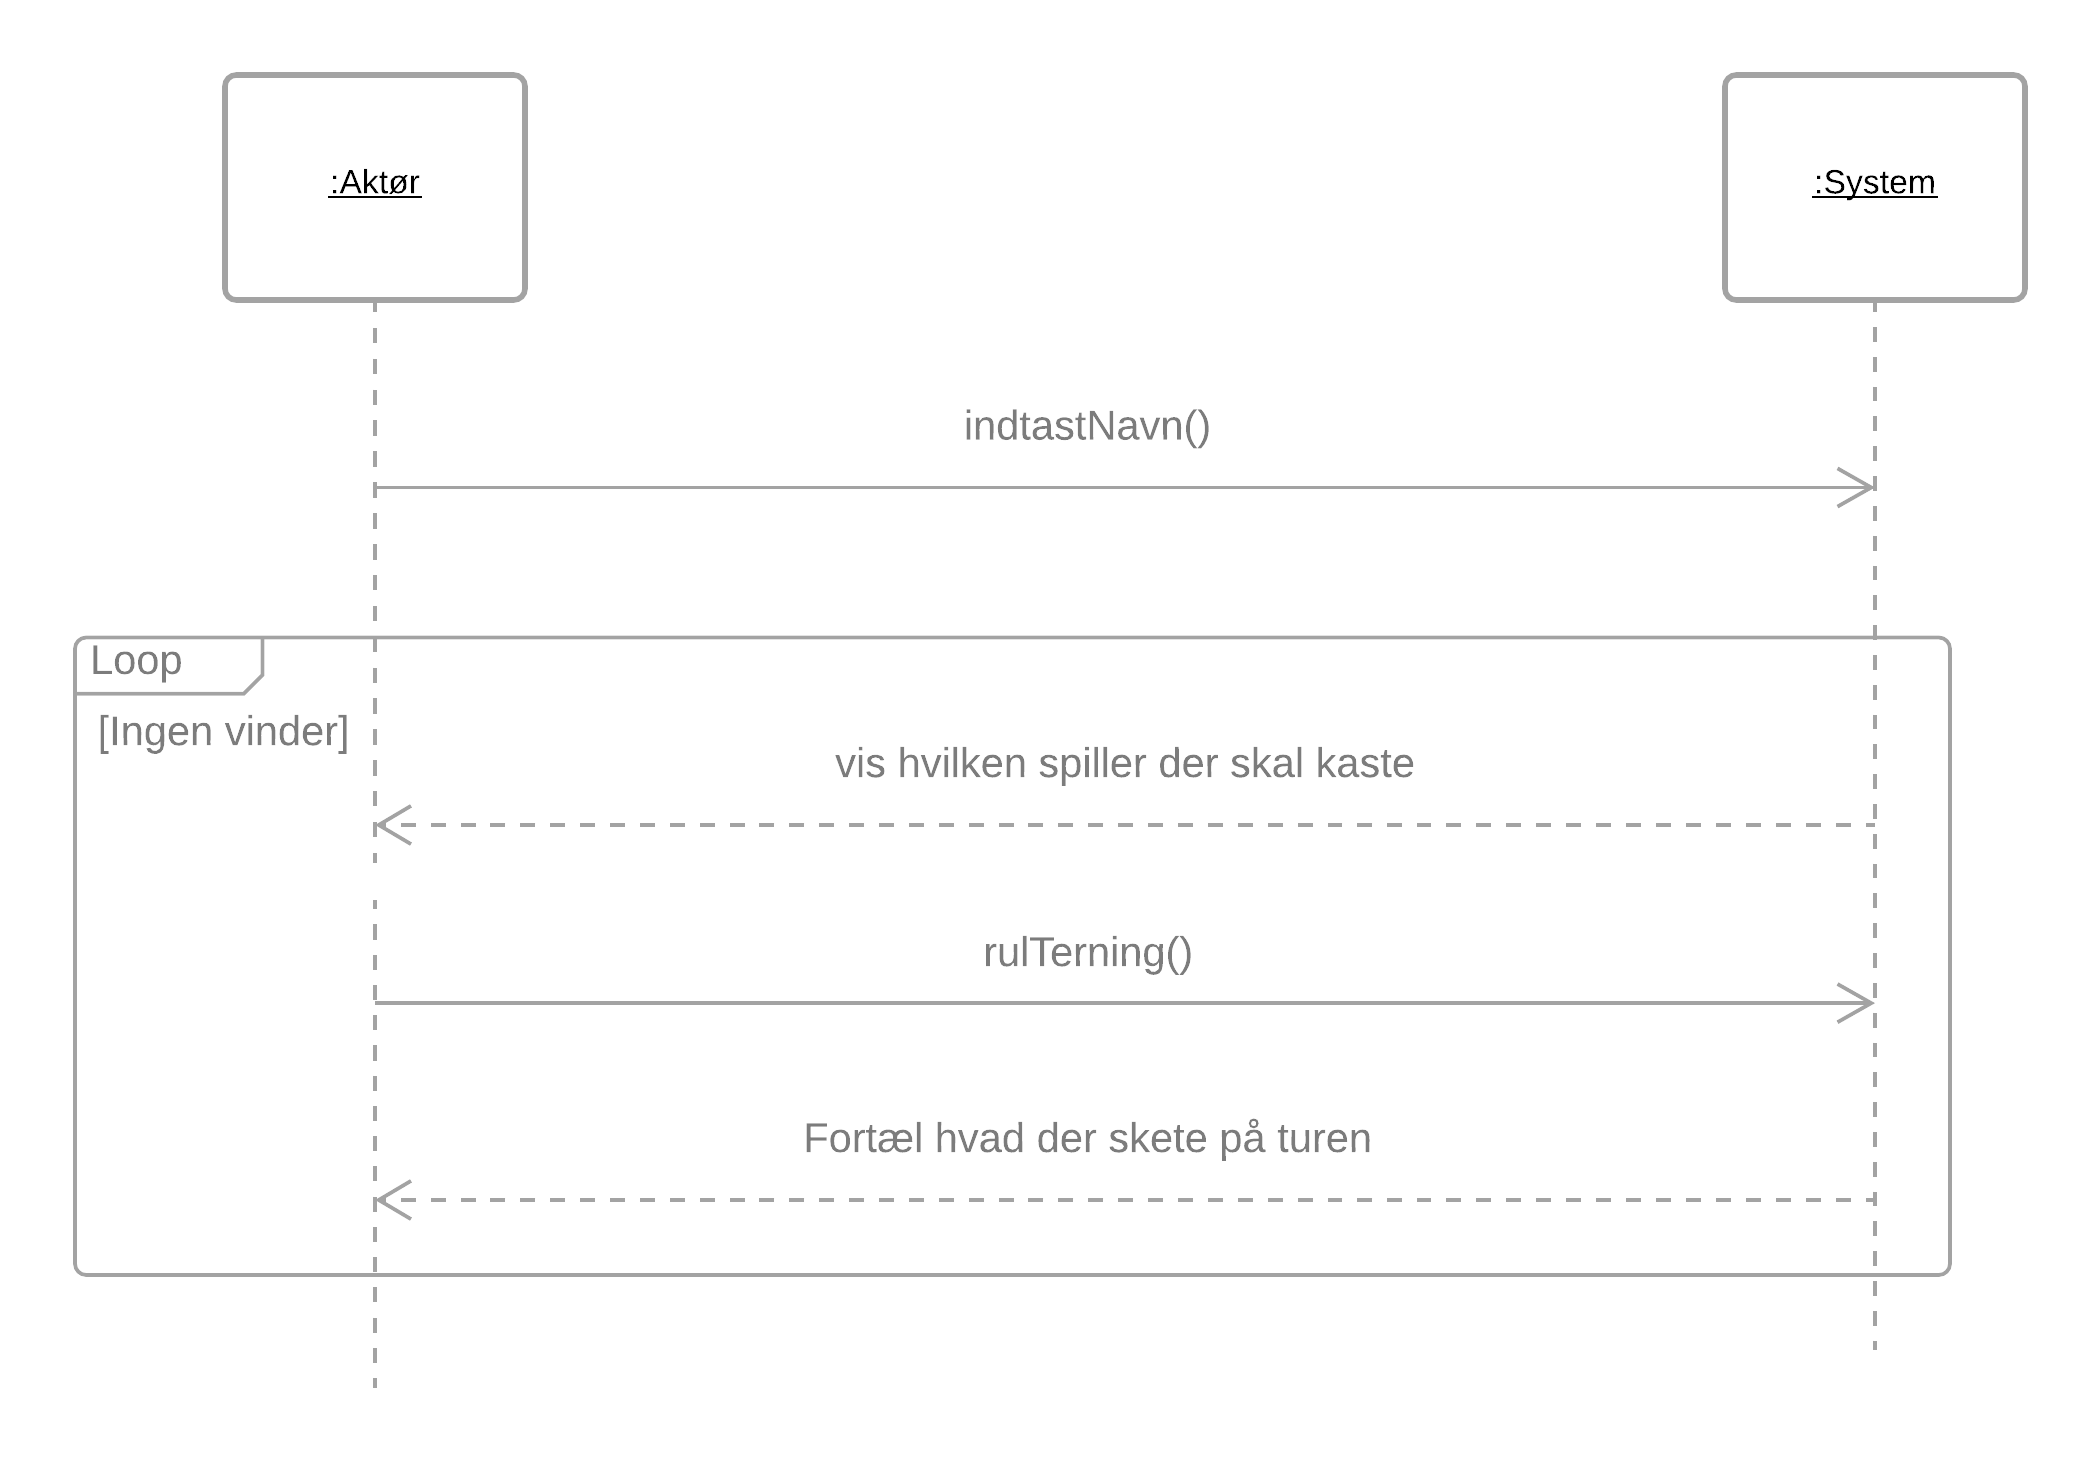 :Aktør
:System
indtastNavn()
Loop
[Ingen vinder]
vis hvilken spiller der skal kaste
rulTerning()
Fortæl hvad der skete på turen